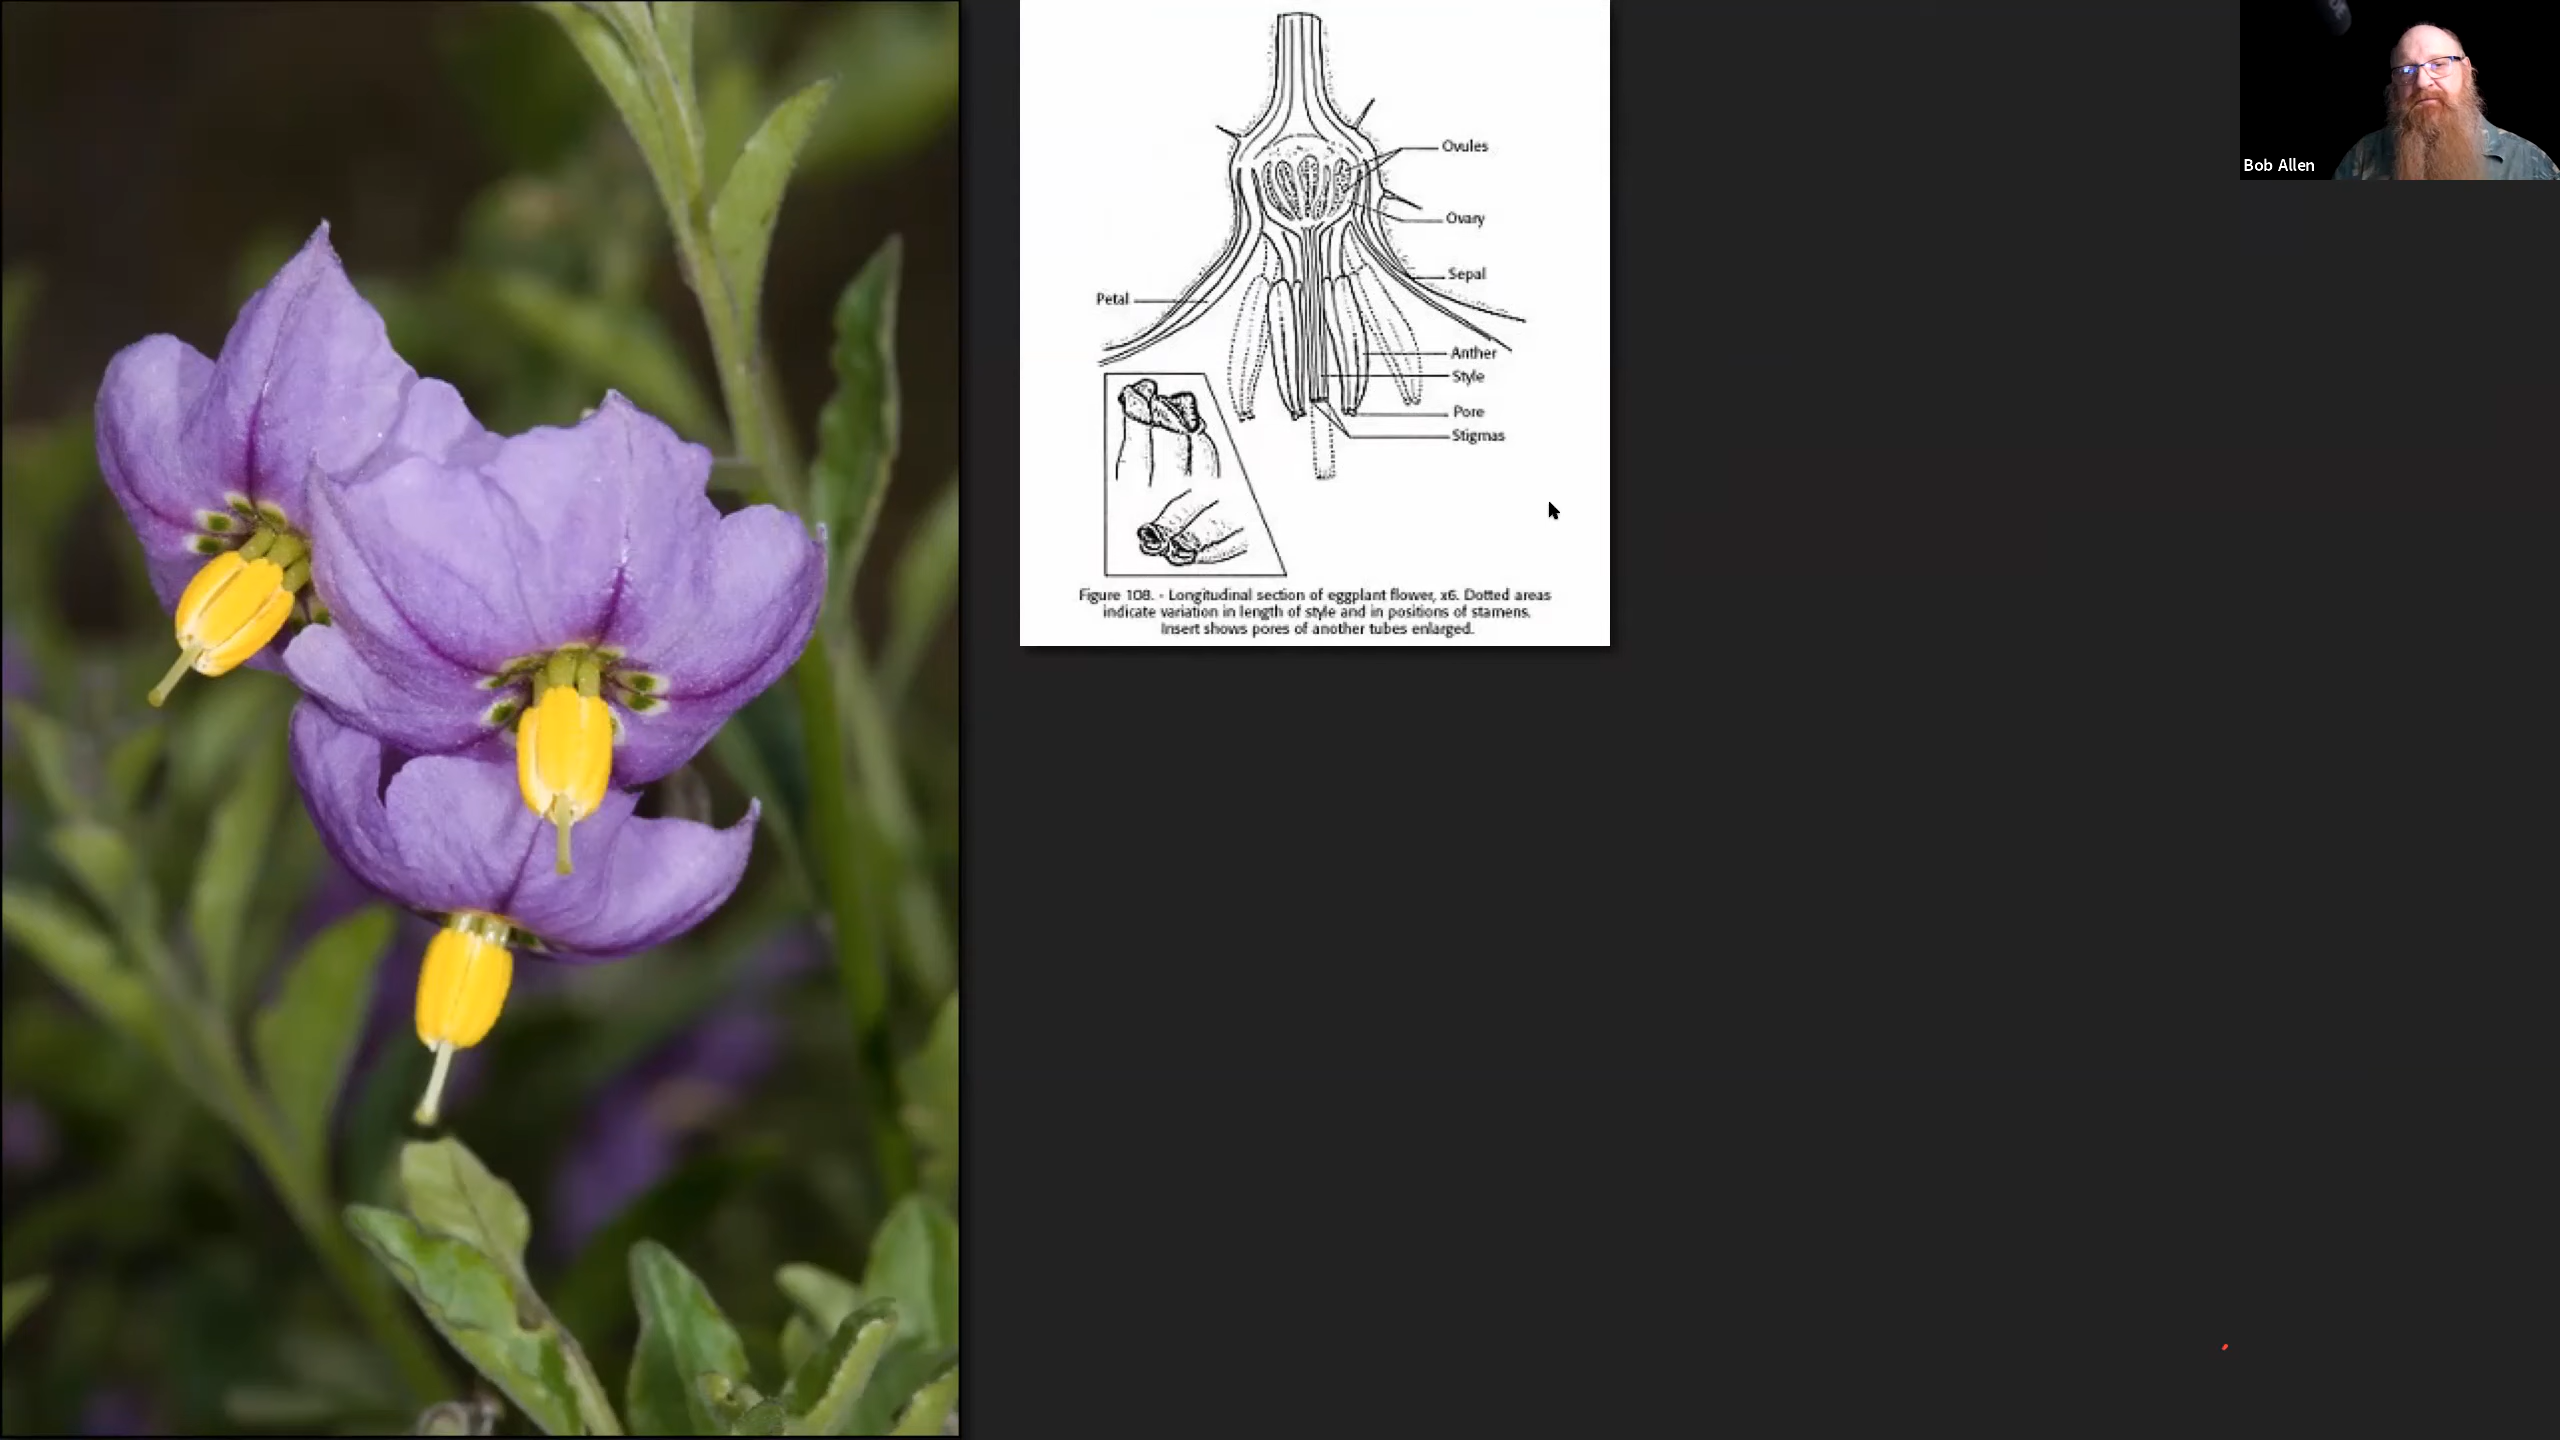 Ovules
Ovary
Sepal
Petal
Anther
Style
Pore
Stigmas
Figure 108. - Longitudinal section of eggplant flower, x6. Dotted areas
indicate variation in length of style and in positions of stamens.
Insert shows pores of another tubes enlarged.
Bob Allen